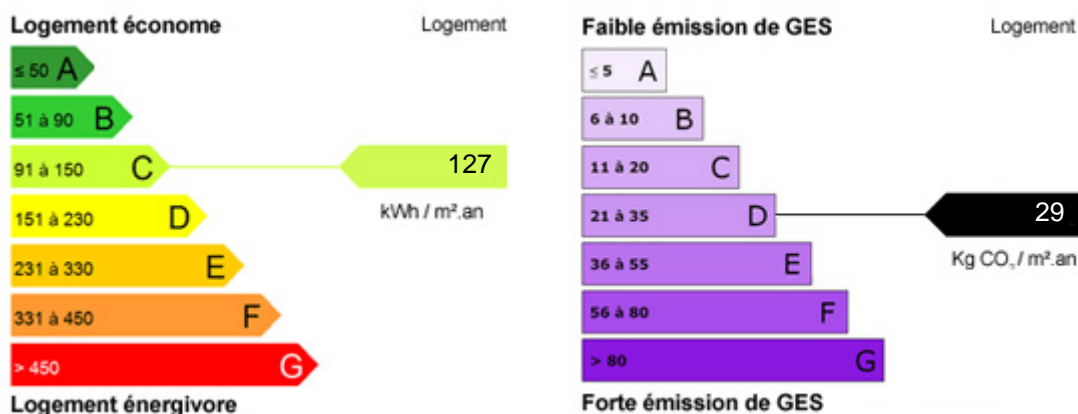 Logement économe Logement
≤ 50 A
51 à 90 B
91 à 150 C 127
151 à 230 D kWh / m².an
231 à 330 E
331 à 450 F
> 450 G
Logement énergivore
Faible émission de GES Logement
≤ 5 A
6 à 10 B
11 à 20 C
21 à 35 D 29
36 à 55 E Kg CO₂ / m².an
56 à 80 F
> 80 G
Forte émission de GES